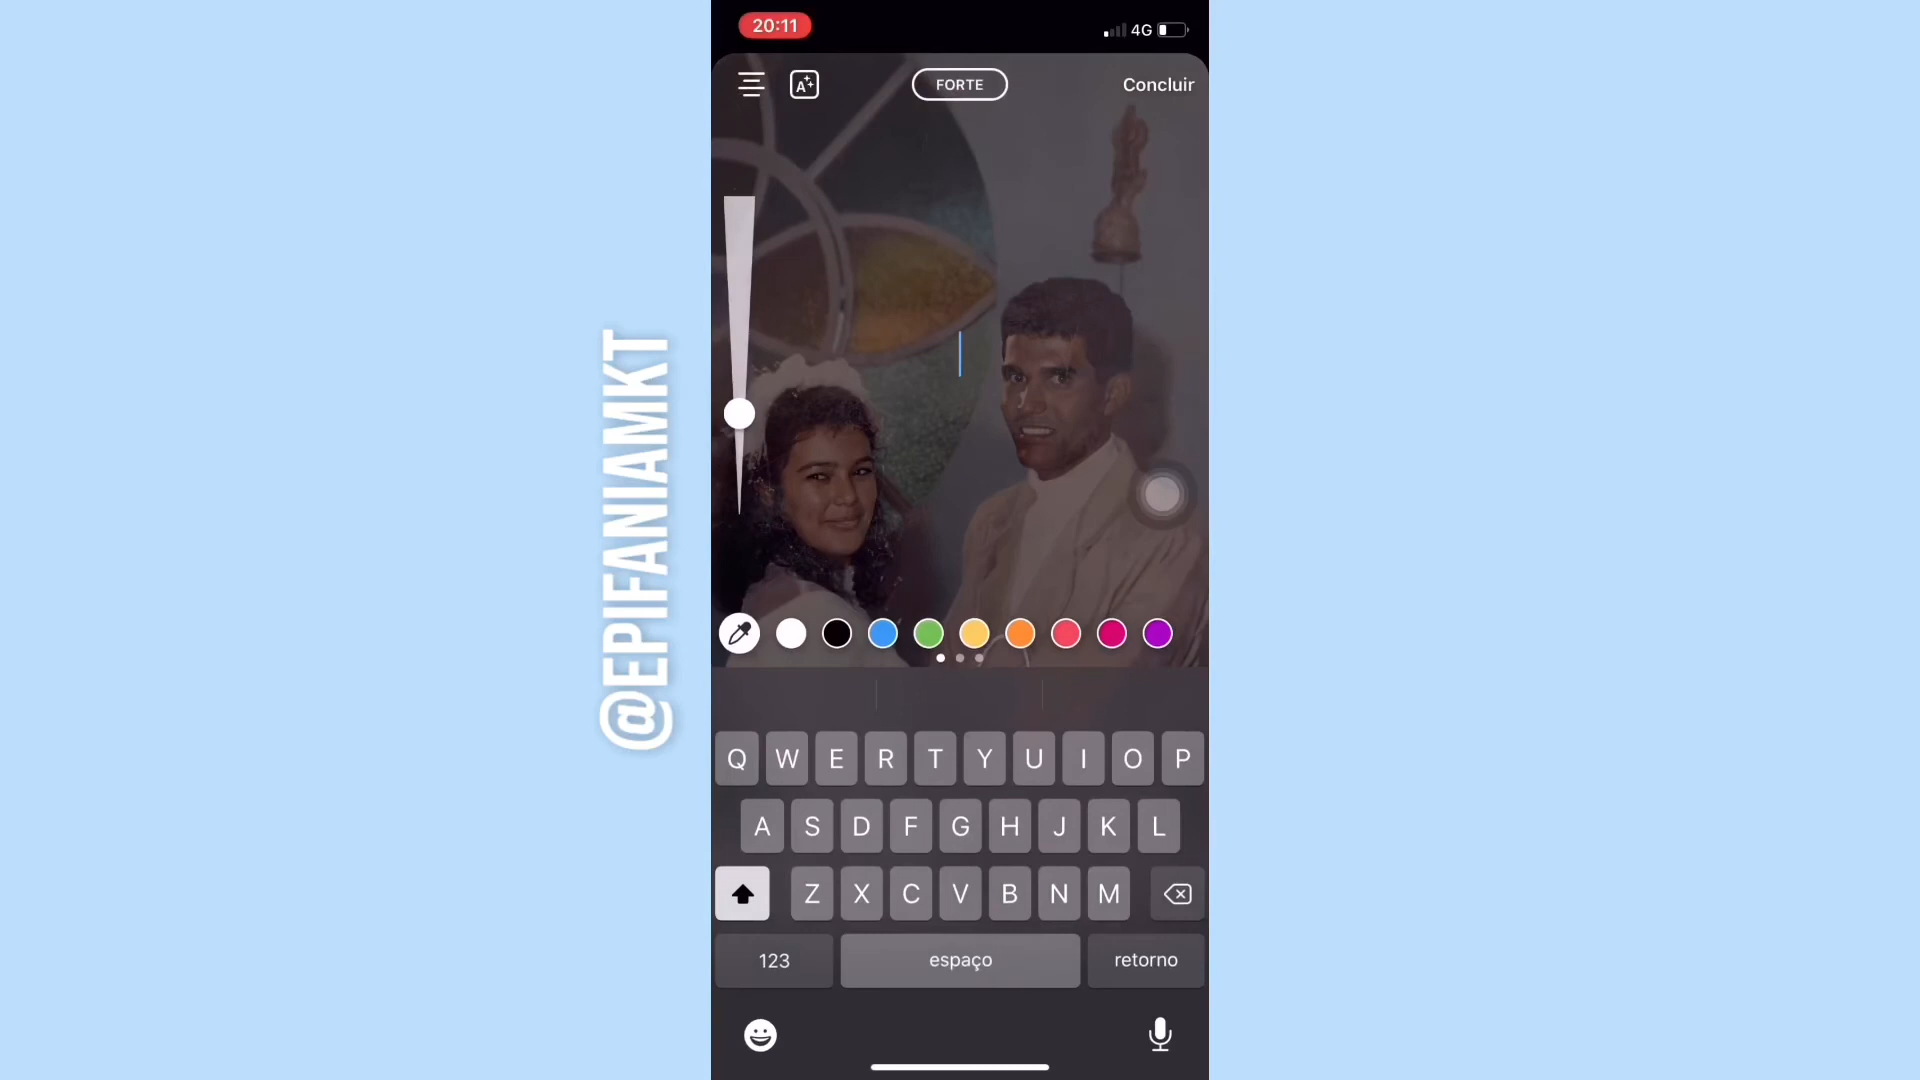 20:11
4G
A
FORTE
Concluir
@EPIFANIAMKT
Q W E R T Y U I O P
A S D F G H J K L
Z X C V B N M
123
espaço
retorno